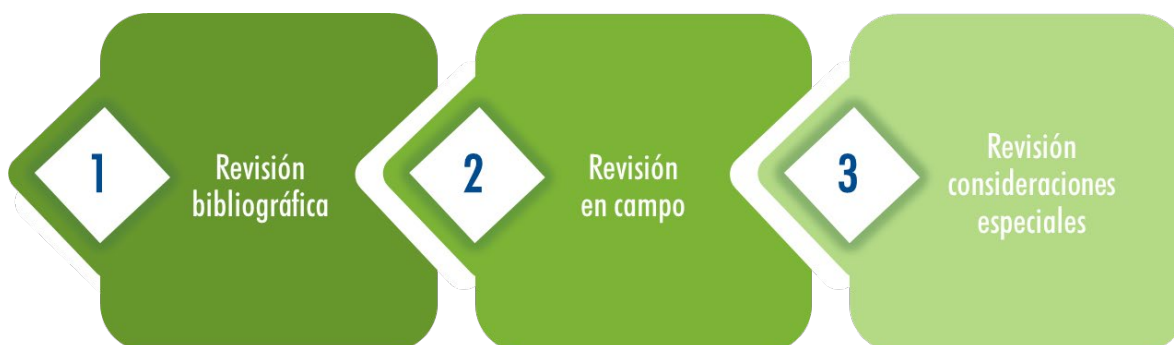 1
Revisión
bibliográfica
2
Revisión
en campo
3
Revisión
consideraciones
especiales